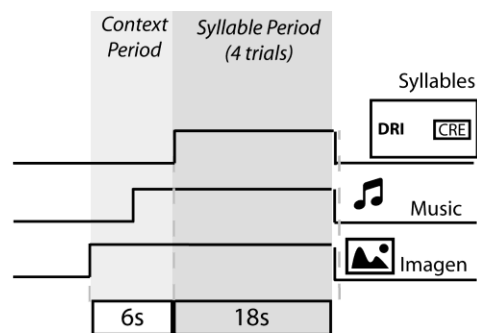 Context
Period
Syllable Period
(4 trials)
Syllables
DRI CRE
Music
Imagen
6s 18s